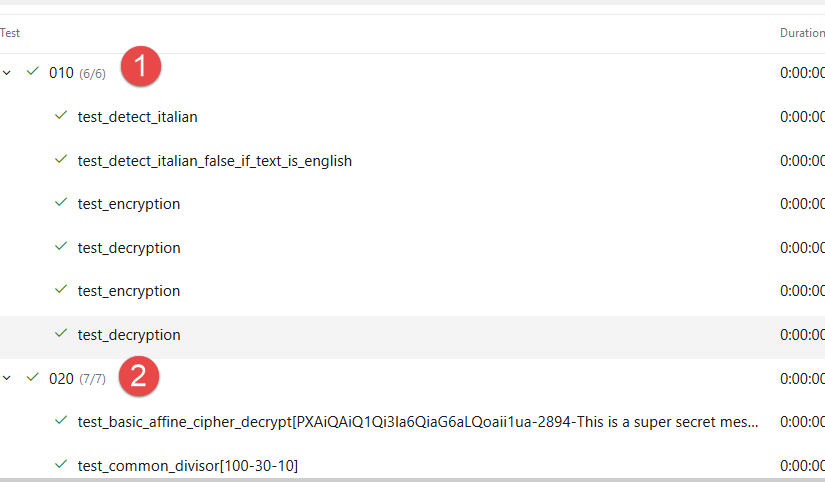 Test Duration
010 (6/6) 1 0:00:00
test_detect_italian 0:00:00
test_detect_italian_false_if_text_is_english 0:00:00
test_encryption 0:00:00
test_decryption 0:00:00
test_encryption 0:00:00
test_decryption 0:00:00
020 (7/7) 2 0:00:00
test_basic_affine_cipher_decrypt[PXAiQAiQ1Qi3Ia6QiaG6aLQoaii1ua-2894-This is a super secret mes... 0:00:00
test_common_divisor[100-30-10] 0:00:00